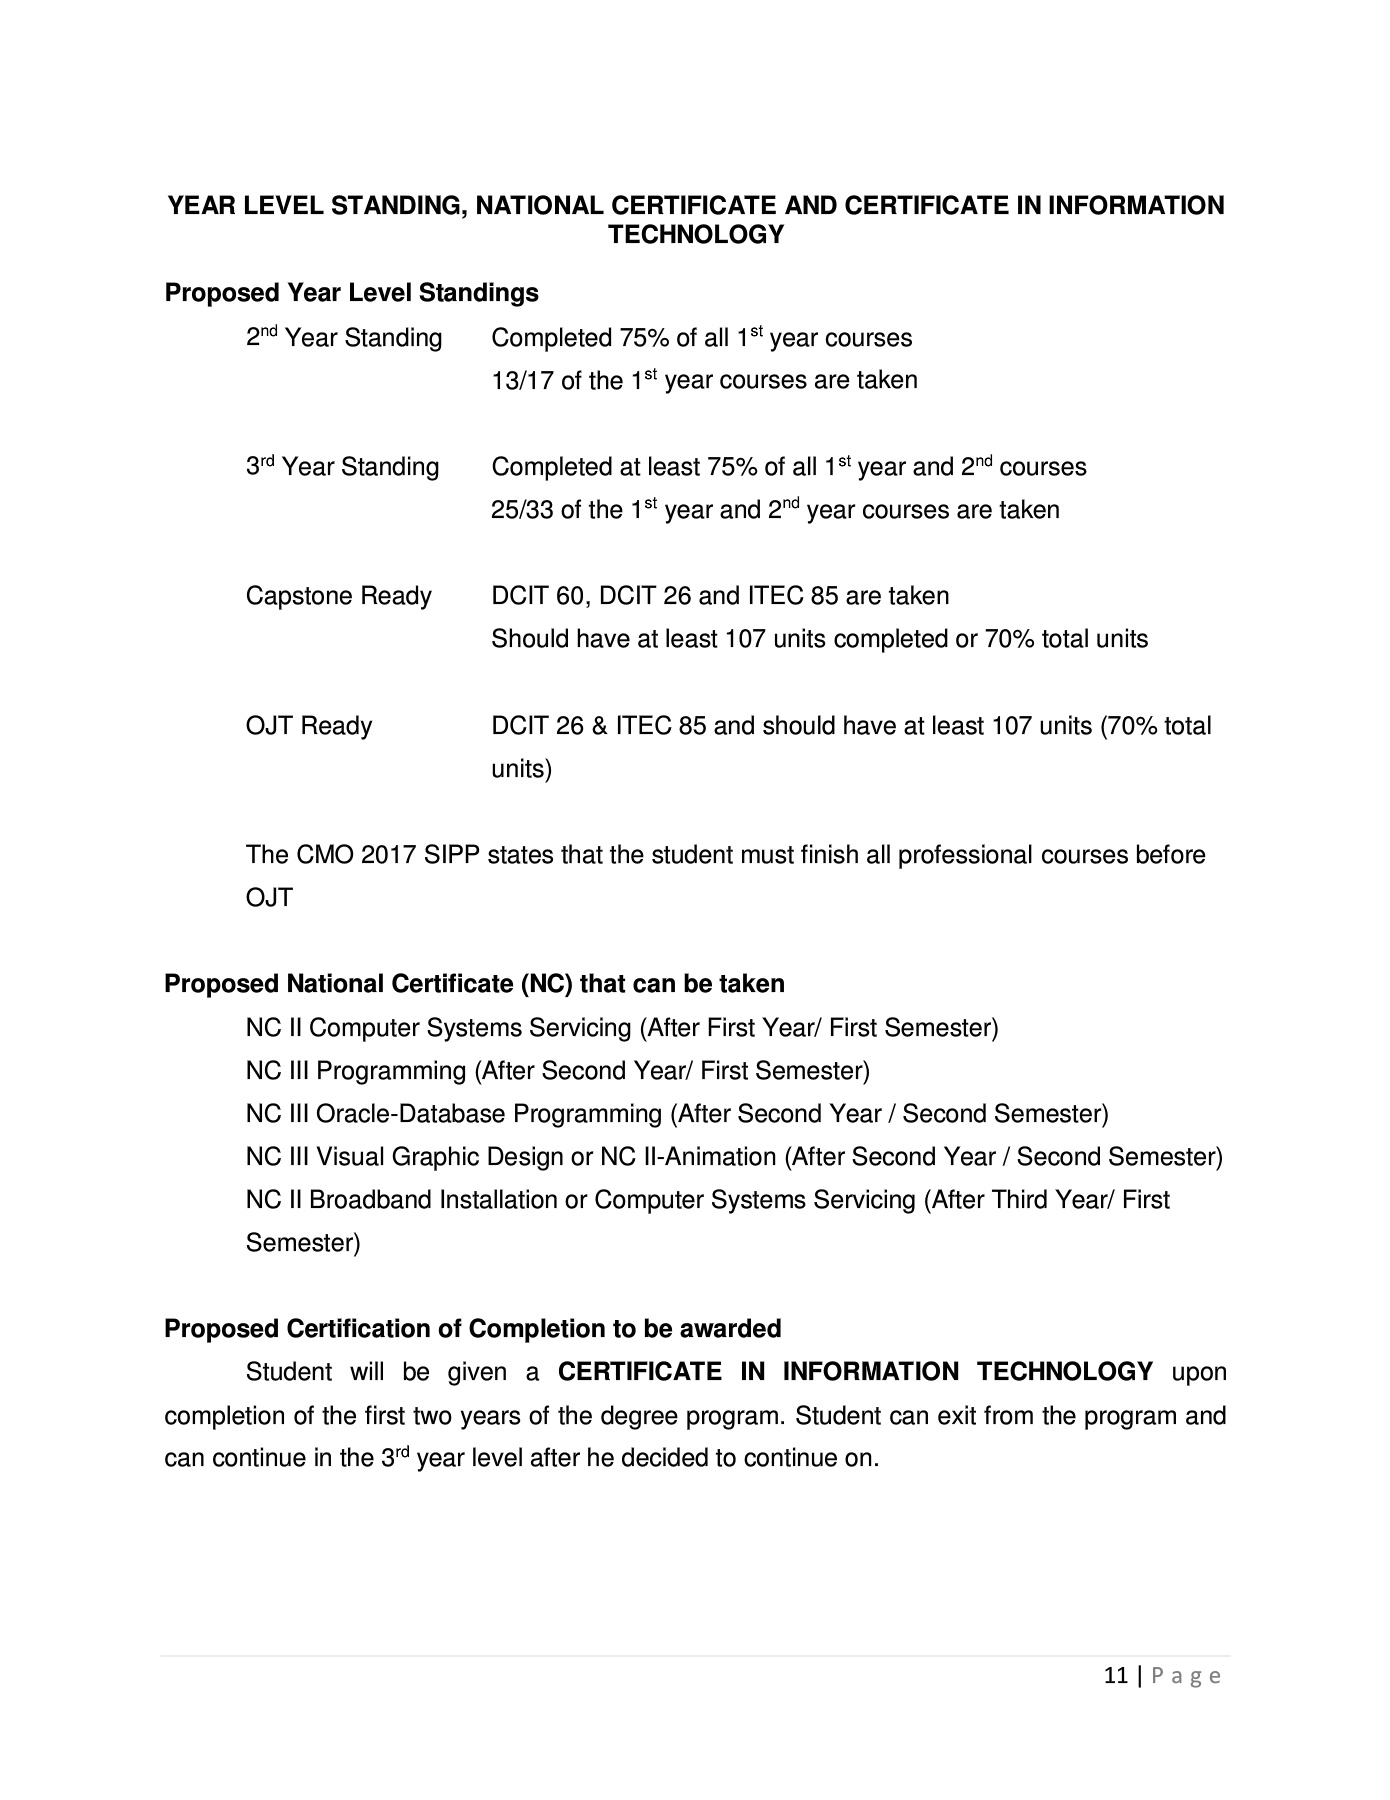 YEAR LEVEL STANDING, NATIONAL CERTIFICATE AND CERTIFICATE IN INFORMATION
TECHNOLOGY
Proposed Year Level Standings
2nd Year Standing Completed 75% of all 1st year courses
13/17 of the 1st year courses are taken
3rd Year Standing Completed at least 75% of all 1st year and 2nd courses
25/33 of the 1st year and 2nd year courses are taken
Capstone Ready DCIT 60, DCIT 26 and ITEC 85 are taken
Should have at least 107 units completed or 70% total units
OJT Ready DCIT 26 & ITEC 85 and should have at least 107 units (70% total
units)
The CMO 2017 SIPP states that the student must finish all professional courses before
OJT
Proposed National Certificate (NC) that can be taken
NC II Computer Systems Servicing (After First Year/ First Semester)
NC III Programming (After Second Year/ First Semester)
NC III Oracle-Database Programming (After Second Year / Second Semester)
NC III Visual Graphic Design or NC II-Animation (After Second Year / Second Semester)
NC II Broadband Installation or Computer Systems Servicing (After Third Year/ First
Semester)
Proposed Certification of Completion to be awarded
Student will be given a CERTIFICATE IN INFORMATION TECHNOLOGY upon
completion of the first two years of the degree program. Student can exit from the program and
can continue in the 3rd year level after he decided to continue on.
11 | Page